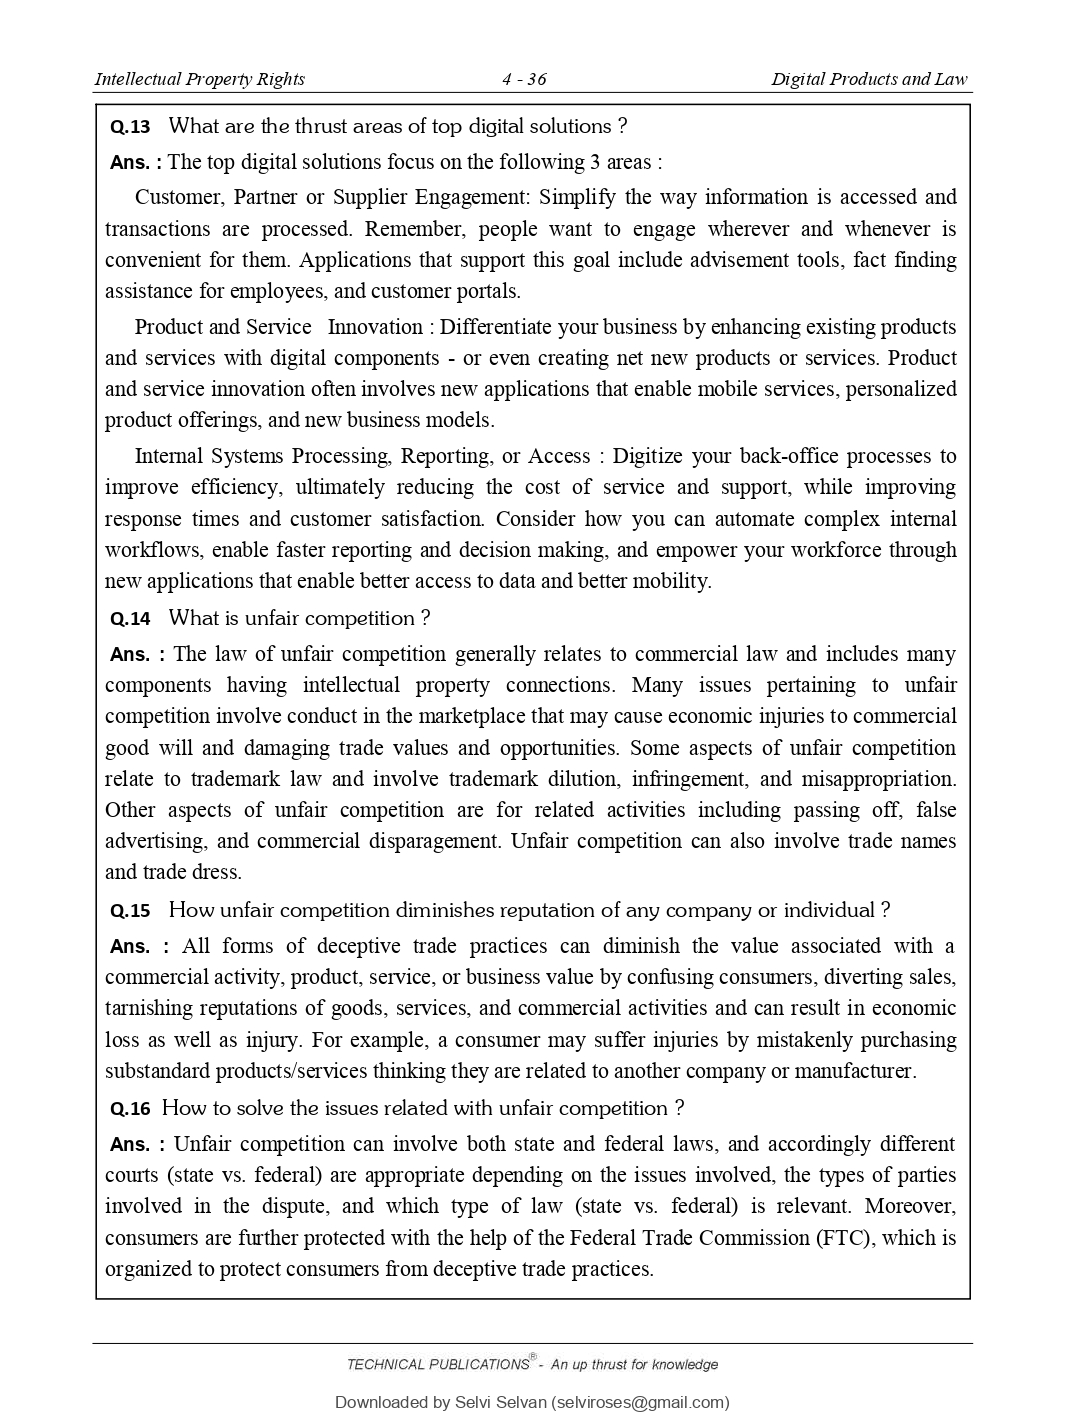 Intellectual Property Rights 4 - 36 Digital Products and Law
Q.13 What are the thrust areas of top digital solutions ?
Ans. : The top digital solutions focus on the following 3 areas :
Customer, Partner or Supplier Engagement: Simplify the way information is accessed and
transactions are processed. Remember, people want to engage wherever and whenever is
convenient for them. Applications that support this goal include advisement tools, fact finding
assistance for employees, and customer portals.
Product and Service Innovation : Differentiate your business by enhancing existing products
and services with digital components - or even creating net new products or services. Product
and service innovation often involves new applications that enable mobile services, personalized
product offerings, and new business models.
Internal Systems Processing, Reporting, or Access : Digitize your back-office processes to
improve efficiency, ultimately reducing the cost of service and support, while improving
response times and customer satisfaction. Consider how you can automate complex internal
workflows, enable faster reporting and decision making, and empower your workforce through
new applications that enable better access to data and better mobility.
Q.14 What is unfair competition ?
Ans. : The law of unfair competition generally relates to commercial law and includes many
components having intellectual property connections. Many issues pertaining to unfair
competition involve conduct in the marketplace that may cause economic injuries to commercial
good will and damaging trade values and opportunities. Some aspects of unfair competition
relate to trademark law and involve trademark dilution, infringement, and misappropriation.
Other aspects of unfair competition are for related activities including passing off, false
advertising, and commercial disparagement. Unfair competition can also involve trade names
and trade dress.
Q.15 How unfair competition diminishes reputation of any company or individual ?
Ans. : All forms of deceptive trade practices can diminish the value associated with a
commercial activity, product, service, or business value by confusing consumers, diverting sales,
tarnishing reputations of goods, services, and commercial activities and can result in economic
loss as well as injury. For example, a consumer may suffer injuries by mistakenly purchasing
substandard products/services thinking they are related to another company or manufacturer.
Q.16 How to solve the issues related with unfair competition ?
Ans. : Unfair competition can involve both state and federal laws, and accordingly different
courts (state vs. federal) are appropriate depending on the issues involved, the types of parties
involved in the dispute, and which type of law (state vs. federal) is relevant. Moreover,
consumers are further protected with the help of the Federal Trade Commission (FTC), which is
organized to protect consumers from deceptive trade practices.
TECHNICAL PUBLICATIONS® - An up thrust for knowledge
Downloaded by Selvi Selvan (selviroses@gmail.com)